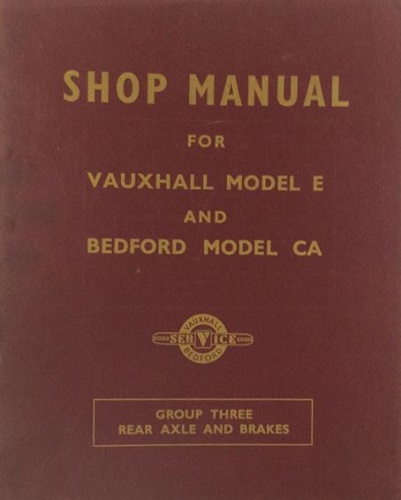 SHOP MANUAL
FOR
VAUXHALL MODEL E
AND
BEDFORD MODEL CA
VAUXHALL
SERVICE
BEDFORD
GROUP THREE
REAR AXLE AND BRAKES